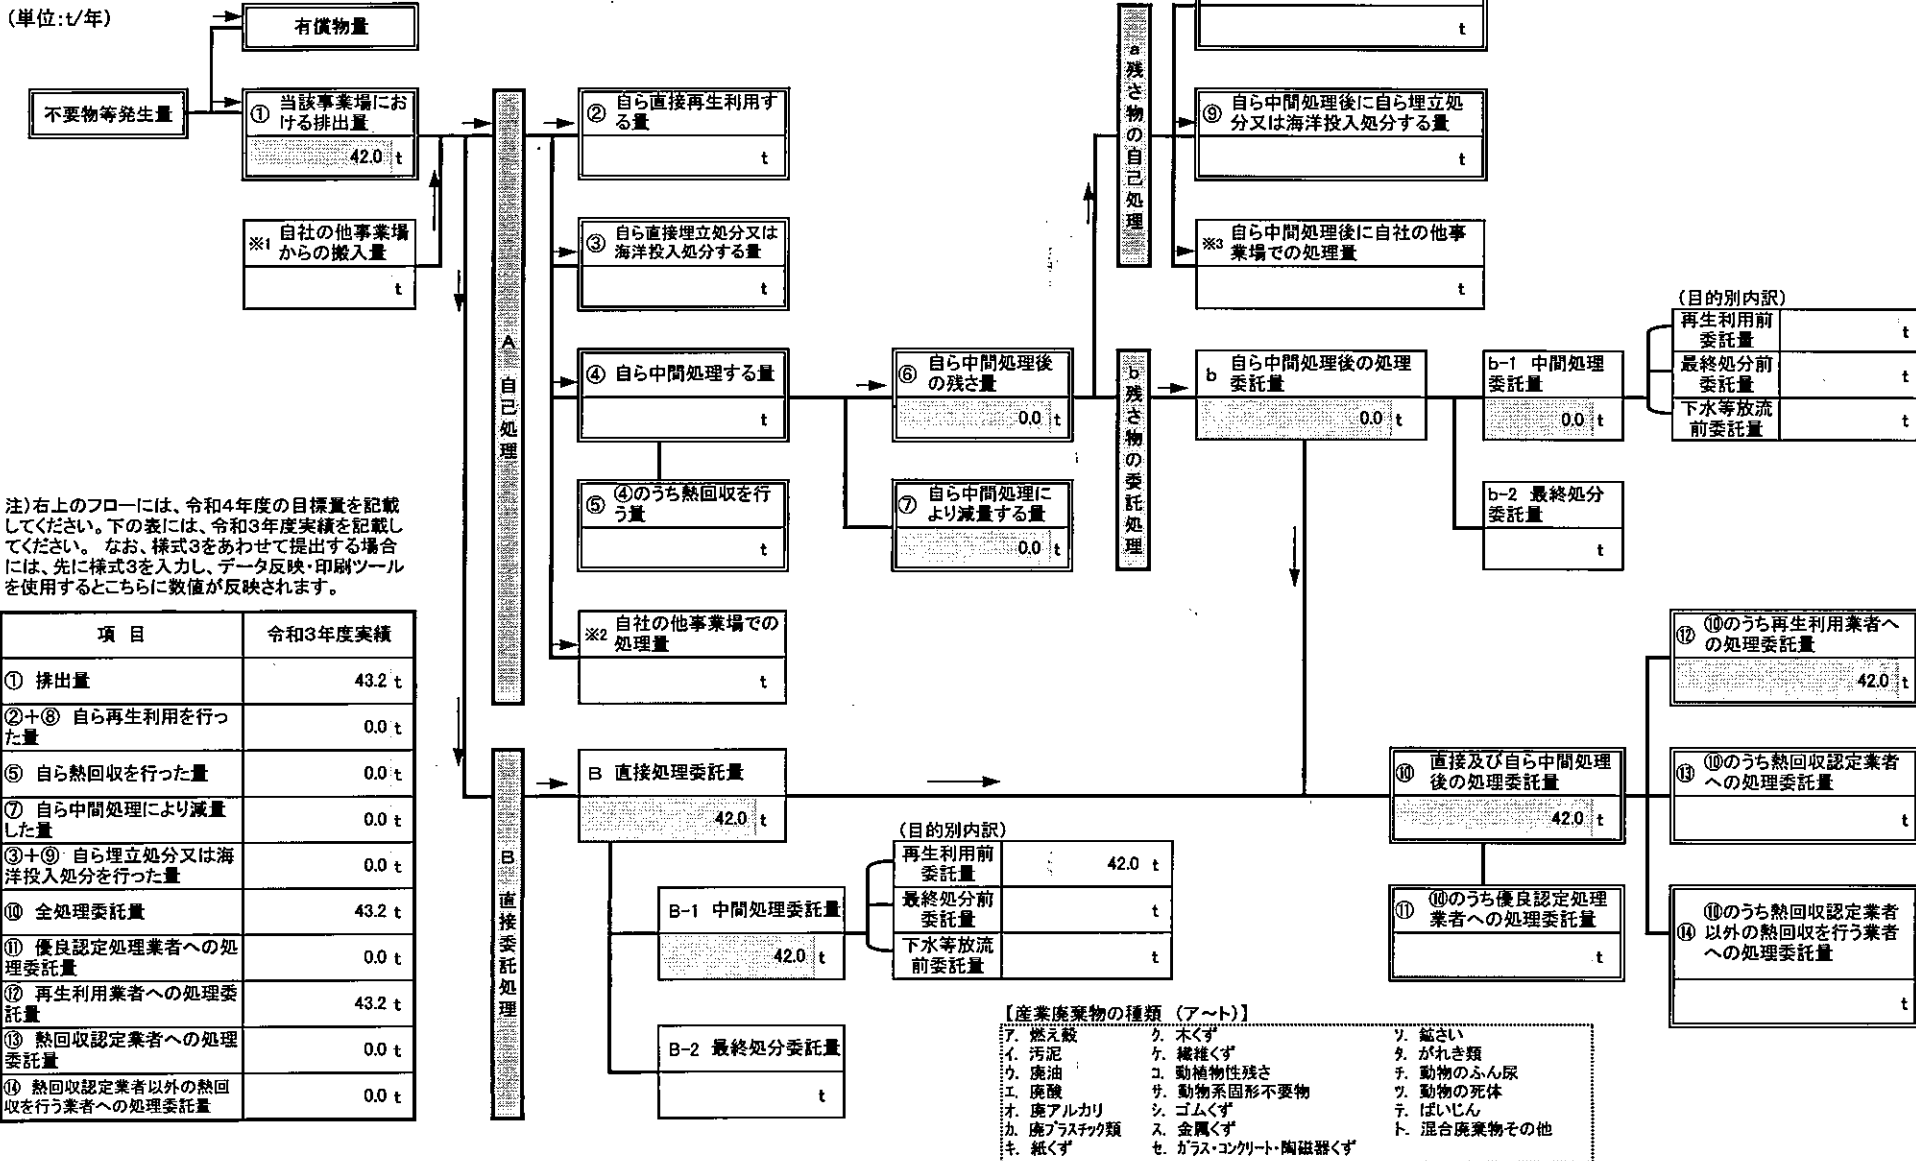 (単位:t/年)
有償物量
不要物等発生量
① 当該事業場にお
ける排出量
42.0 t
※1 自社の他事業場
からの搬入量
t
A 自己処理
② 自ら直接再生利用す
る量
t
③ 自ら直接埋立処分又は
海洋投入処分する量
t
④ 自ら中間処理する量
t
⑤ ④のうち熱回収を行
う量
t
※2 自社の他事業場での
処理量
t
⑥ 自ら中間処理後
の残さ量
0.0 t
⑦ 自ら中間処理に
より減量する量
0.0 t
a 残さ物の自己処理
t
⑨ 自ら中間処理後に自ら埋立処
分又は海洋投入処分する量
t
※3 自ら中間処理後に自社の他事
業場での処理量
t
b 残さ物の委託処理
b 自ら中間処理後の処理
委託量
0.0 t
b-1 中間処理
委託量
0.0 t
b-2 最終処分
委託量
t
(目的別内訳)
再生利用前
委託量 t
最終処分前
委託量 t
下水等放流
前委託量 t
注)右上のフローには、令和4年度の目標量を記載
してください。下の表には、令和3年度実績を記載し
てください。 なお、様式3をあわせて提出する場合
には、先に様式3を入力し、データ反映・印刷ツール
を使用するとこちらに数値が反映されます。
項 目 令和3年度実績
① 排出量 43.2 t
②+⑧ 自ら再生利用を行っ
た量 0.0 t
⑤ 自ら熱回収を行った量 0.0 t
⑦ 自ら中間処理により減量
した量 0.0 t
③+⑨ 自ら埋立処分又は海
洋投入処分を行った量 0.0 t
⑩ 全処理委託量 43.2 t
⑪ 優良認定処理業者への処
理委託量 0.0 t
⑫ 再生利用業者への処理委
託量 43.2 t
⑬ 熱回収認定業者への処理
委託量 0.0 t
⑭ 熱回収認定業者以外の熱回
収を行う業者への処理委託量 0.0 t
B 直接委託処理
B 直接処理委託量
42.0 t
B-1 中間処理委託量
42.0 t
B-2 最終処分委託量
t
(目的別内訳)
再生利用前
委託量 42.0 t
最終処分前
委託量 t
下水等放流
前委託量 t
⑩ 直接及び自ら中間処理
後の処理委託量
42.0 t
⑪ ⑩のうち優良認定処理
業者への処理委託量
t
⑫ ⑩のうち再生利用業者へ
の処理委託量
42.0 t
⑬ ⑩のうち熱回収認定業者
への処理委託量
t
⑭ ⑩のうち熱回収認定業者
以外の熱回収を行う業者
への処理委託量
t
【産業廃棄物の種類 (ア~ト)】
ア. 燃え殻 ク. 木くず ソ. 鉱さい
イ. 汚泥 ケ. 繊維くず タ. がれき類
ウ. 廃油 コ. 動植物性残さ チ. 動物のふん尿
エ. 廃酸 サ. 動物系固形不要物 ツ. 動物の死体
オ. 廃アルカリ シ. ゴムくず テ. ばいじん
カ. 廃プラスチック類 ス. 金属くず ト. 混合廃棄物その他
キ. 紙くず セ. ガラス・コンクリート・陶磁器くず